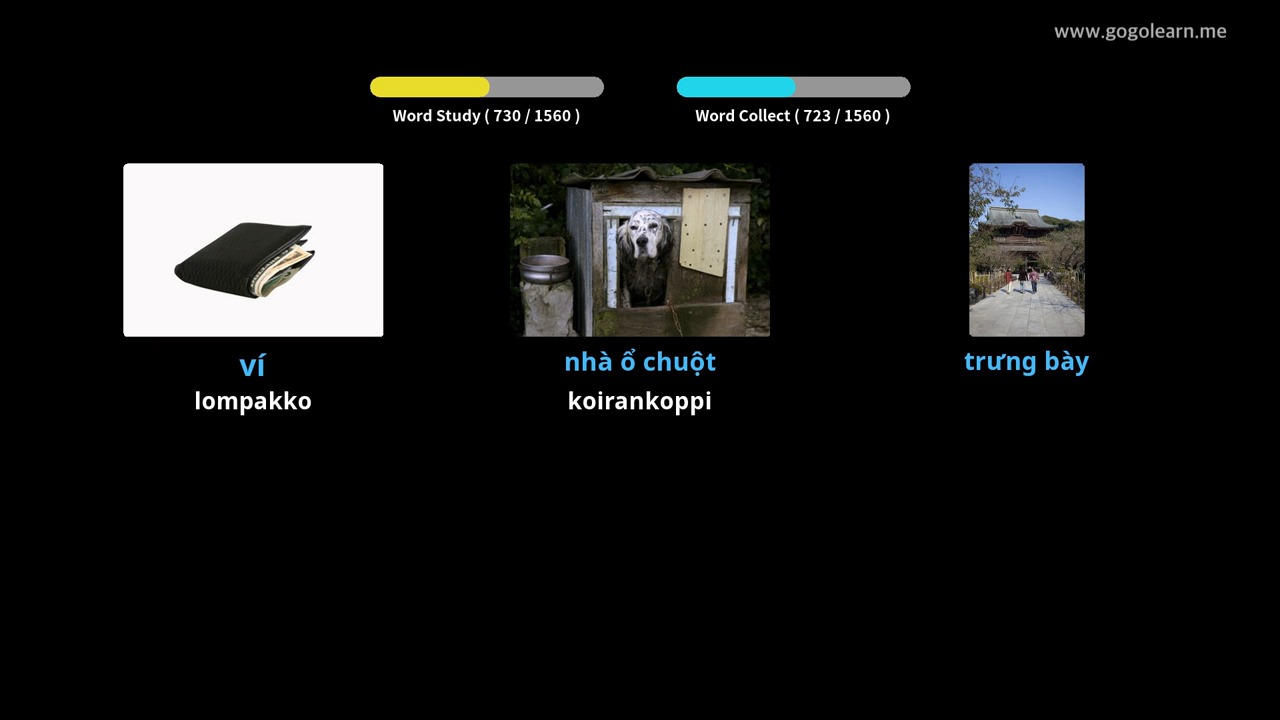 www.gogolearn.me
Word Study ( 730 / 1560 )
Word Collect ( 723 / 1560 )
ví
lompakko
nhà ổ chuột
koirankoppi
trưng bày